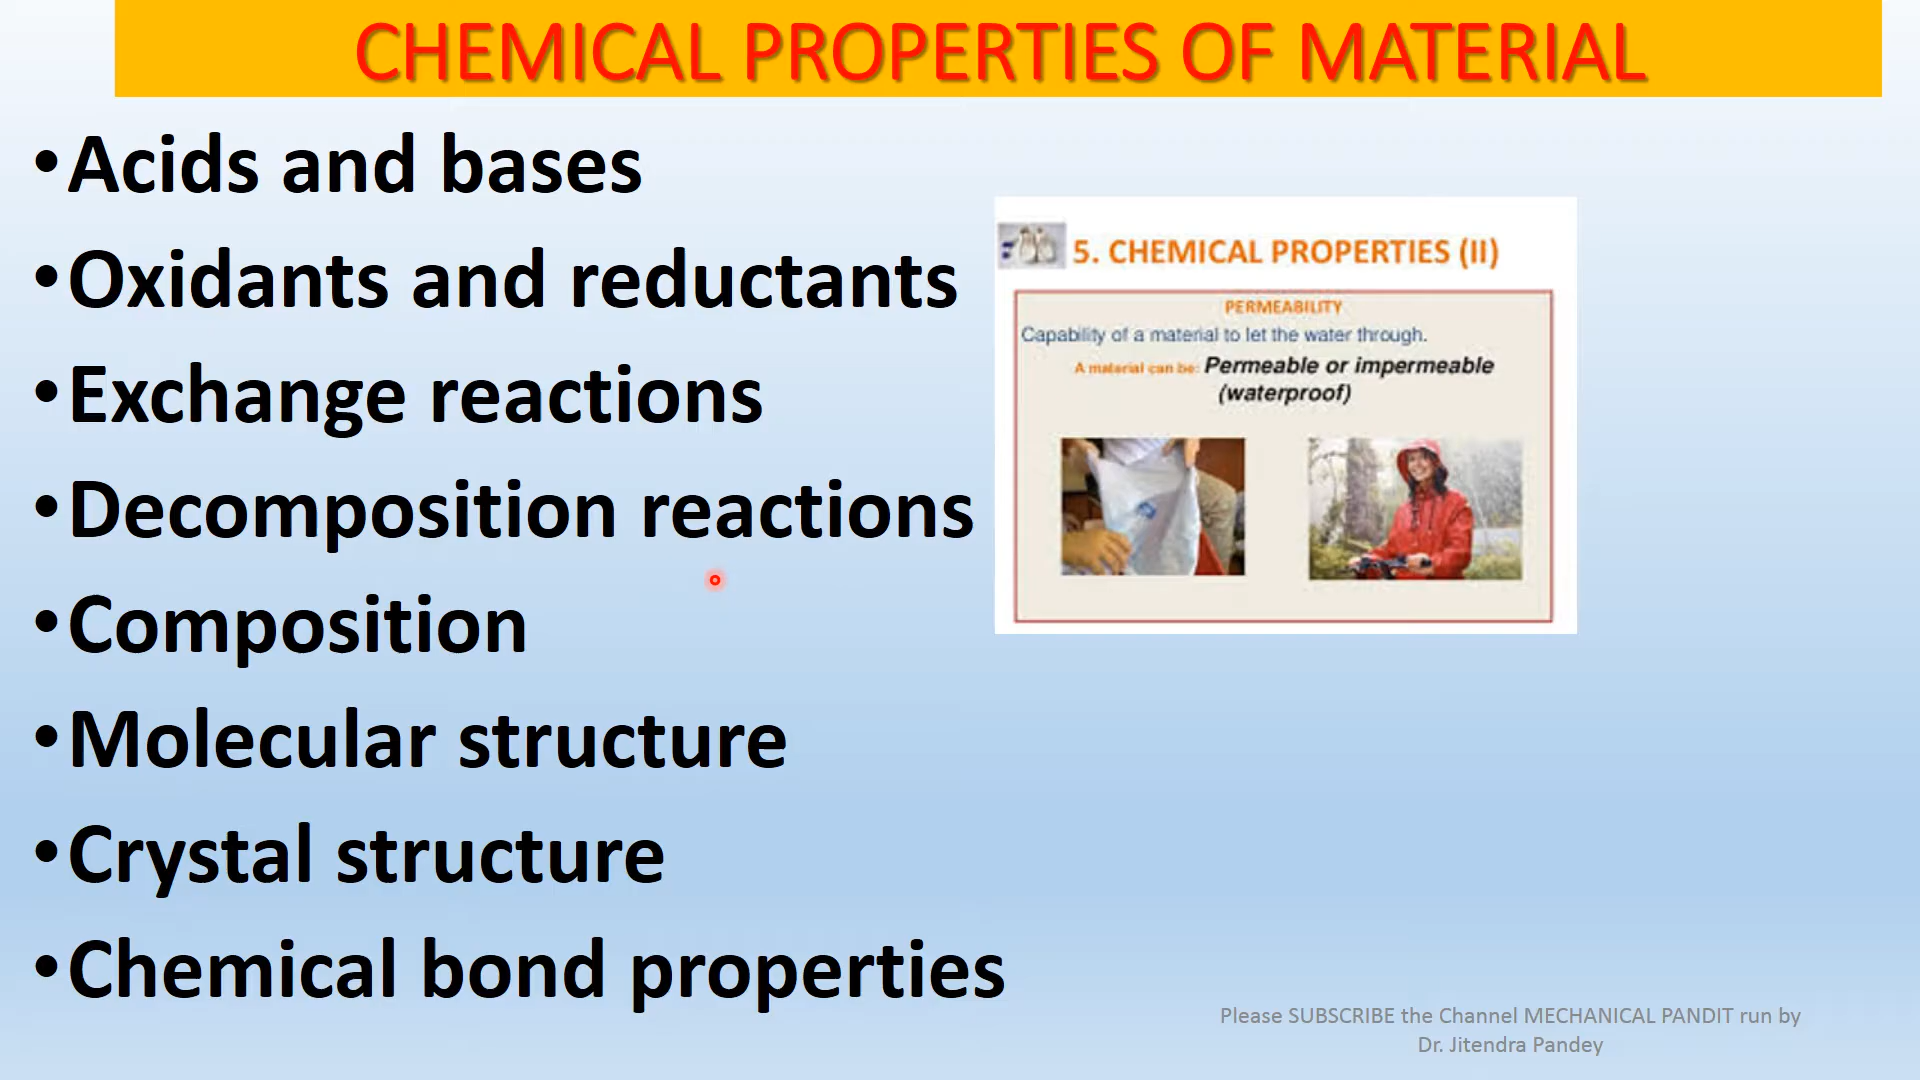 CHEMICAL PROPERTIES OF MATERIAL
•Acids and bases
•Oxidants and reductants
•Exchange reactions
•Decomposition reactions
•Composition
•Molecular structure
•Crystal structure
•Chemical bond properties
5. CHEMICAL PROPERTIES (II)
PERMEABILITY
Capability of a material to let the water through.
A material can be: Permeable or impermeable
(waterproof)
Please SUBSCRIBE the Channel MECHANICAL PANDIT run by
Dr. Jitendra Pandey